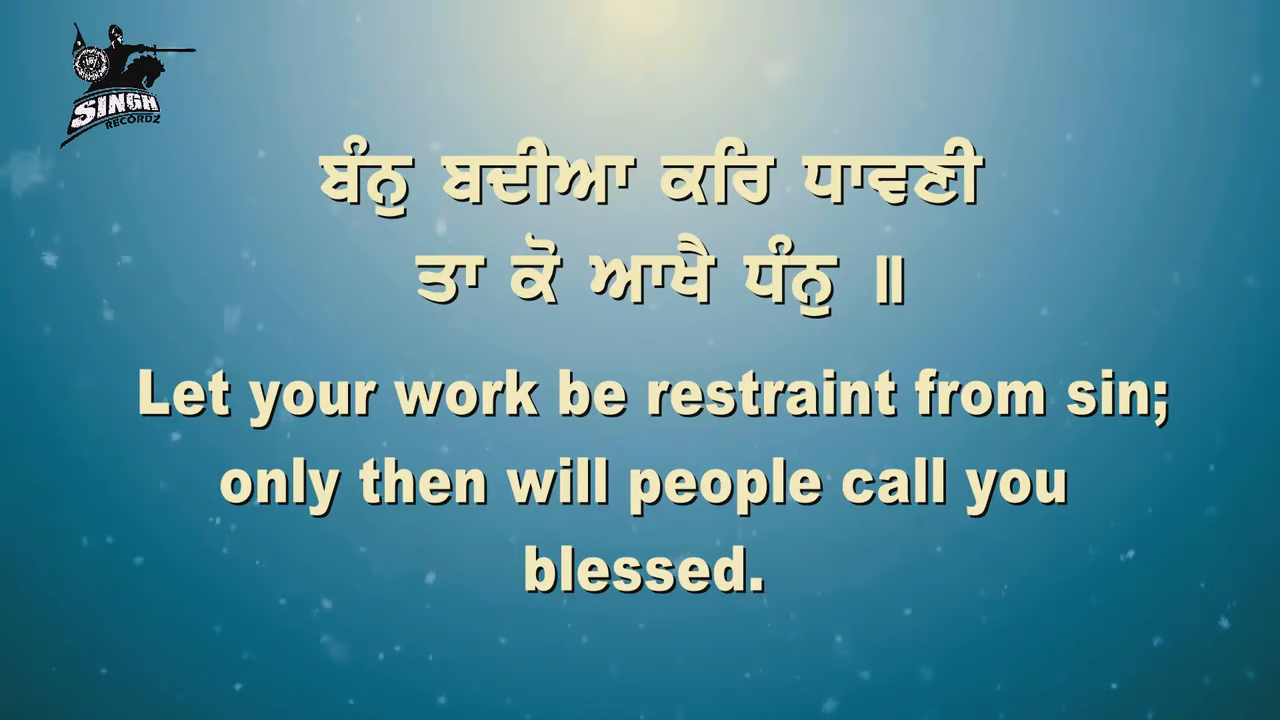 SINGH
RECORDZ
ਬੰਨੁ ਬਦੀਆ ਕਰਿ ਧਾਵਣੀ
ਤਾ ਕੋ ਆਖੈ ਧੰਨੁ ॥
Let your work be restraint from sin;
only then will people call you
blessed.